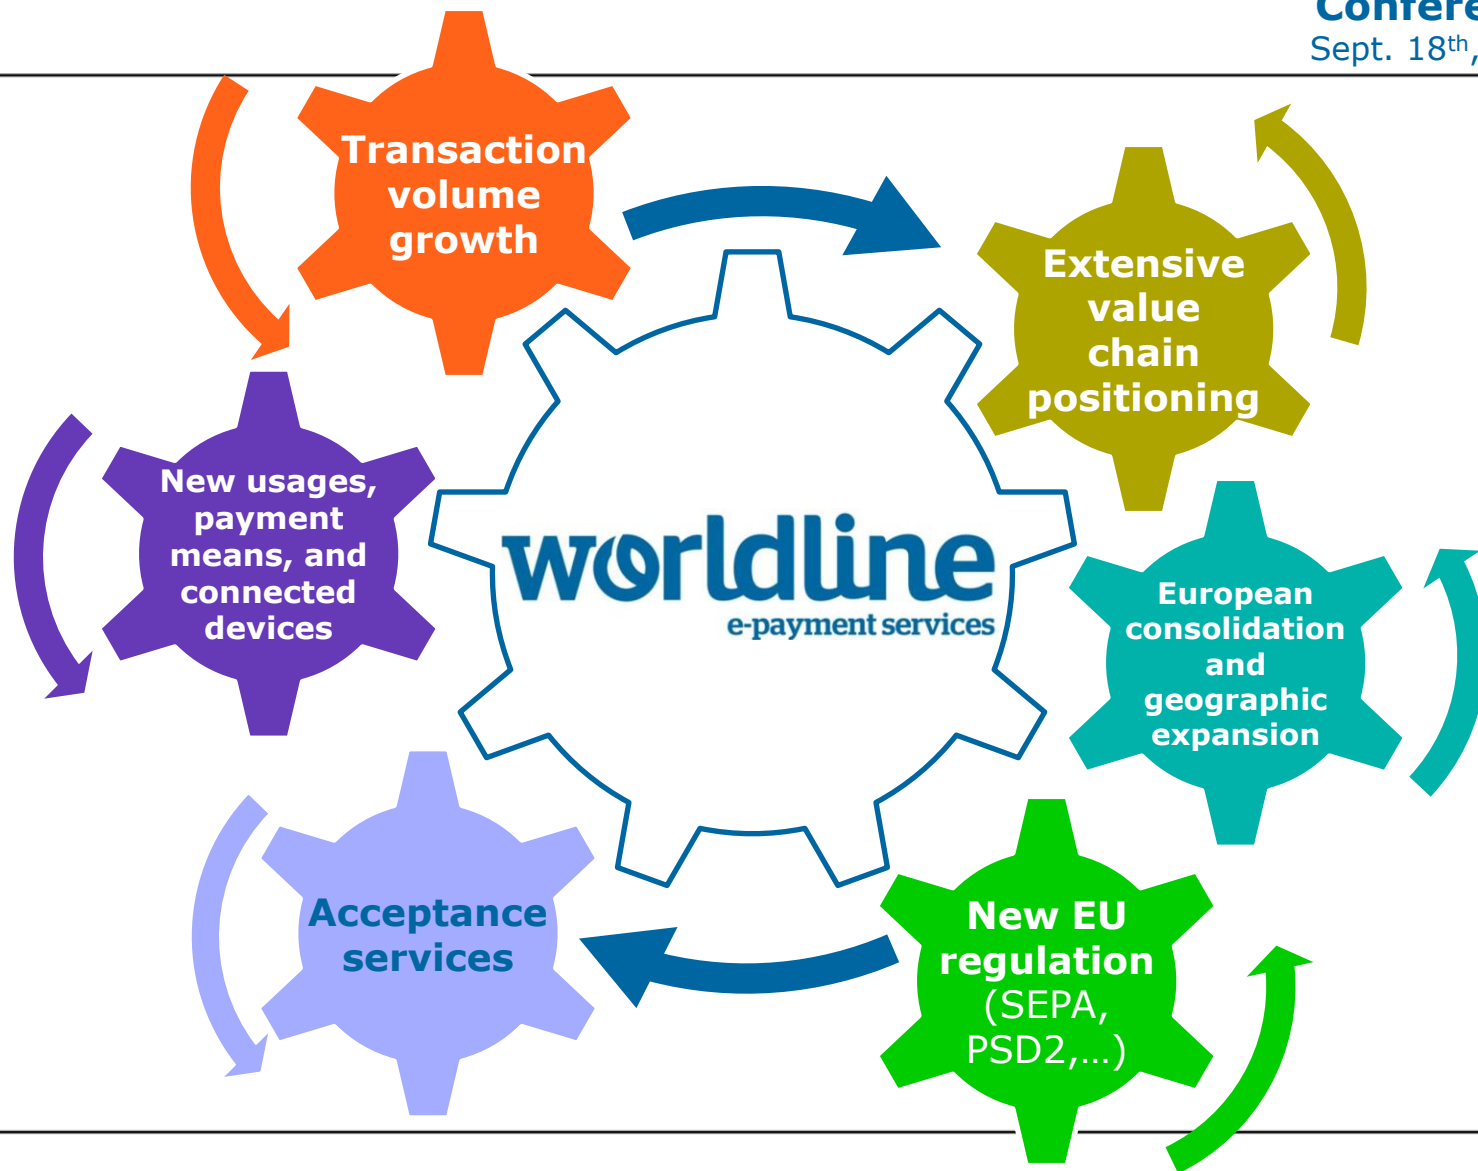 Sept. 18th,
Transaction
volume
growth
Extensive
value
chain
positioning
New usages,
payment
means, and
connected
devices
worldline
e-payment services
European
consolidation
and
geographic
expansion
Acceptance
services
New EU
regulation
(SEPA,
PSD2,...)